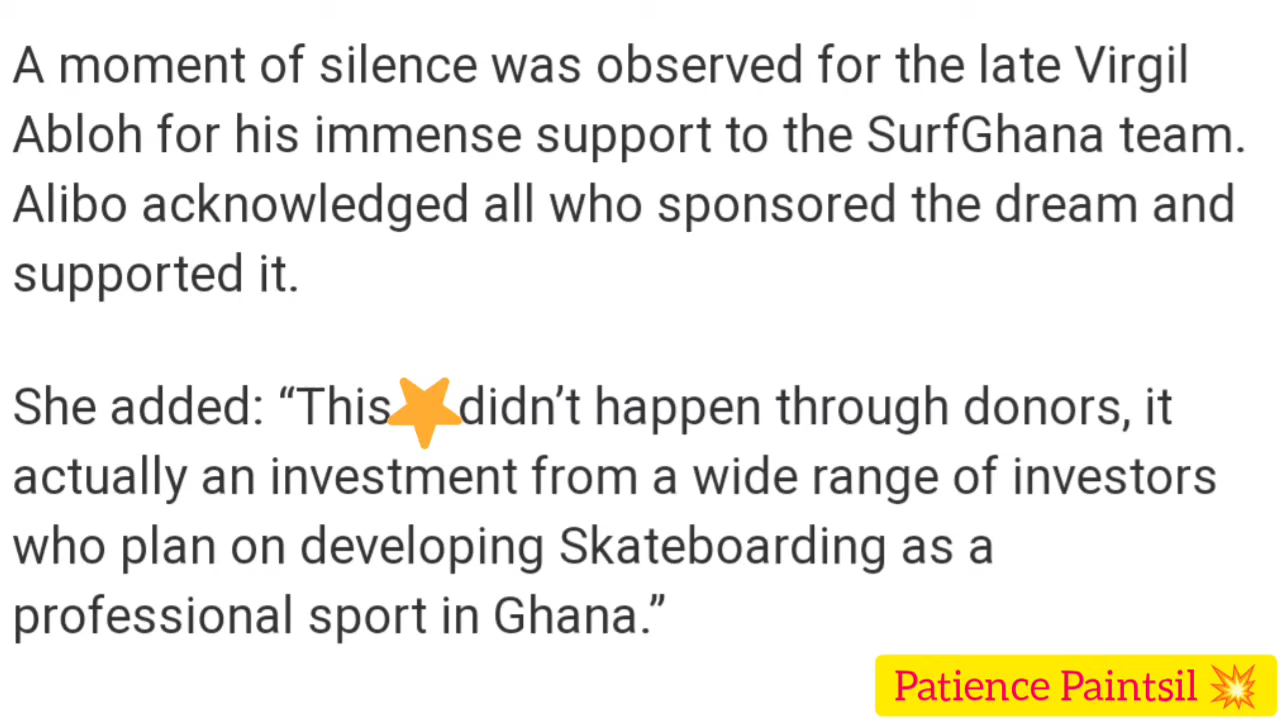 A moment of silence was observed for the late Virgil
Abloh for his immense support to the SurfGhana team.
Alibo acknowledged all who sponsored the dream and
supported it.
She added: “This didn’t happen through donors, it
actually an investment from a wide range of investors
who plan on developing Skateboarding as a
professional sport in Ghana.”
Patience Paintsil